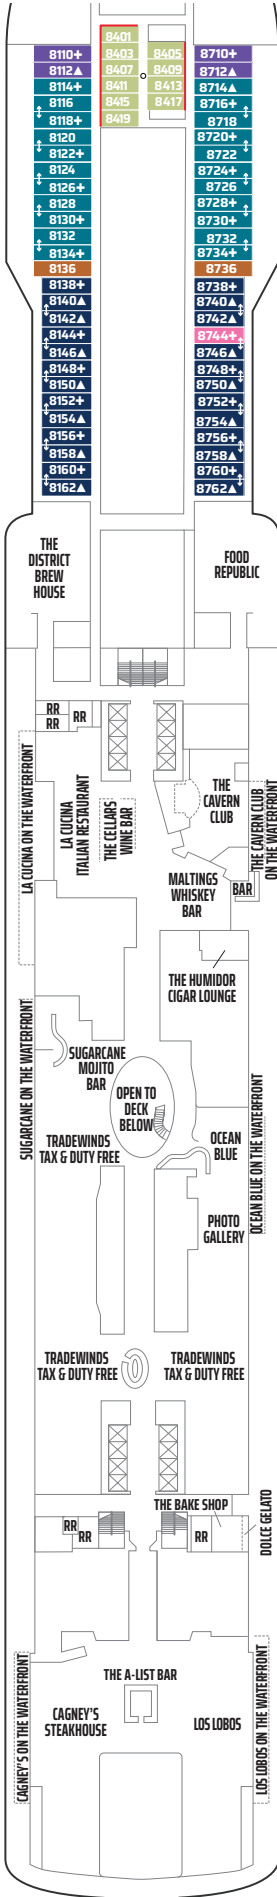 8401
8403 8405
8407 8409
8411 8413
8415 8417
8419
8110+ 8710+
8112▲ 8712▲
8114+ 8714▲
8116 8716+
8118+ 8718
8120 8720+
8122+ 8722
8124 8724+
8126+ 8726
8128 8728+
8130+ 8730+
8132 8732
8134+ 8734+
8136 8736
8138+ 8738+
8140▲ 8740▲
8142▲ 8742▲
8144+ 8744+
8146▲ 8746▲
8148+ 8748+
8150▲ 8750▲
8152+ 8752+
8154▲ 8754▲
8156+ 8756+
8158▲ 8758▲
8160+ 8760+
8162▲ 8762▲
THE
DISTRICT
BREW
HOUSE
FOOD
REPUBLIC
RR
RR
RR
LA CUCINA ON THE WATERFRONT
LA CUCINA
ITALIAN RESTAURANT
THE CELLARS
WINE BAR
THE
CAVERN
CLUB
THE CAVERN CLUB
ON THE WATERFRONT
MALTINGS
WHISKEY
BAR
BAR
THE HUMIDOR
CIGAR LOUNGE
SUGARCANE ON THE WATERFRONT
SUGARCANE
MOJITO
BAR
OPEN TO
DECK
BELOW
TRADEWINDS
TAX & DUTY FREE
OCEAN
BLUE
OCEAN BLUE ON THE WATERFRONT
PHOTO
GALLERY
TRADEWINDS
TAX & DUTY FREE
TRADEWINDS
TAX & DUTY FREE
THE BAKE SHOP
DOLCE GELATO
RR
RR
RR
THE A-LIST BAR
CAGNEY'S ON THE WATERFRONT
CAGNEY'S
STEAKHOUSE
LOS LOBOS
LOS LOBOS ON THE WATERFRONT